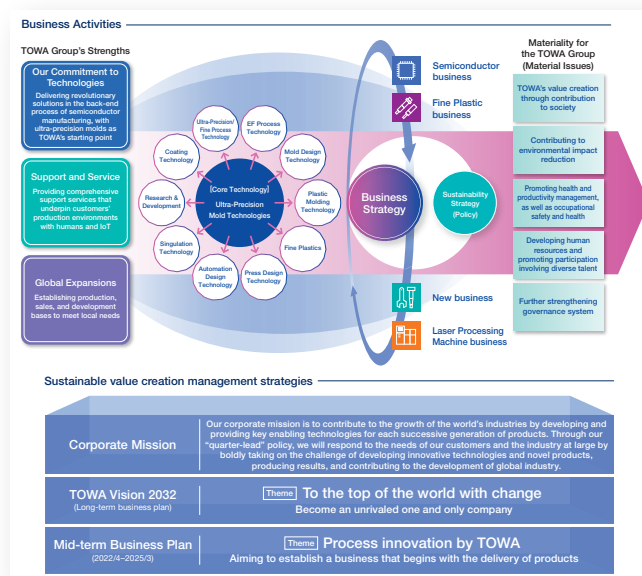 Business Activities
TOWA Group's Strengths
Our Commitment to
Technologies
Delivering revolutionary
solutions in the back-end
process of semiconductor
manufacturing, with
ultra-precision molds as
TOWA's starting point
Support and Service
Providing comprehensive
support services that
underpin customers'
production environments
with humans and IoT
Global Expansions
Establishing production,
sales, and development
bases to meet local needs
Ultra-Precision/
Fine Process
Technology
EF Process
Technology
Coating
Technology
Mold Design
Technology
Research &
Development
[Core Technology]
Ultra-Precision
Mold Technologies
Plastic
Molding
Technology
Singulation
Technology
Fine Plastics
Automation
Design
Technology
Press Design
Technology
Business
Strategy
Sustainability
Strategy
(Policy)
Semiconductor
business
Fine Plastic
business
New business
Laser Processing
Machine business
Materiality for
the TOWA Group
(Material Issues)
TOWA's value creation
through contribution
to society
Contributing to
environmental impact
reduction
Promoting health and
productivity management,
as well as occupational
safety and health
Developing human
resources and
promoting participation
involving diverse talent
Further strengthening
governance system
Sustainable value creation management strategies
Corporate Mission
Our corporate mission is to contribute to the growth of the world's industries by developing and
providing key enabling technologies for each successive generation of products. Through our
"quarter-lead" policy, we will respond to the needs of our customers and the industry at large by
boldly taking on the challenge of developing innovative technologies and novel products,
producing results, and contributing to the development of global industry.
TOWA Vision 2032
(Long-term business plan)
Theme To the top of the world with change
Become an unrivaled one and only company
Mid-term Business Plan
(2022/4–2025/3)
Theme Process innovation by TOWA
Aiming to establish a business that begins with the delivery of products